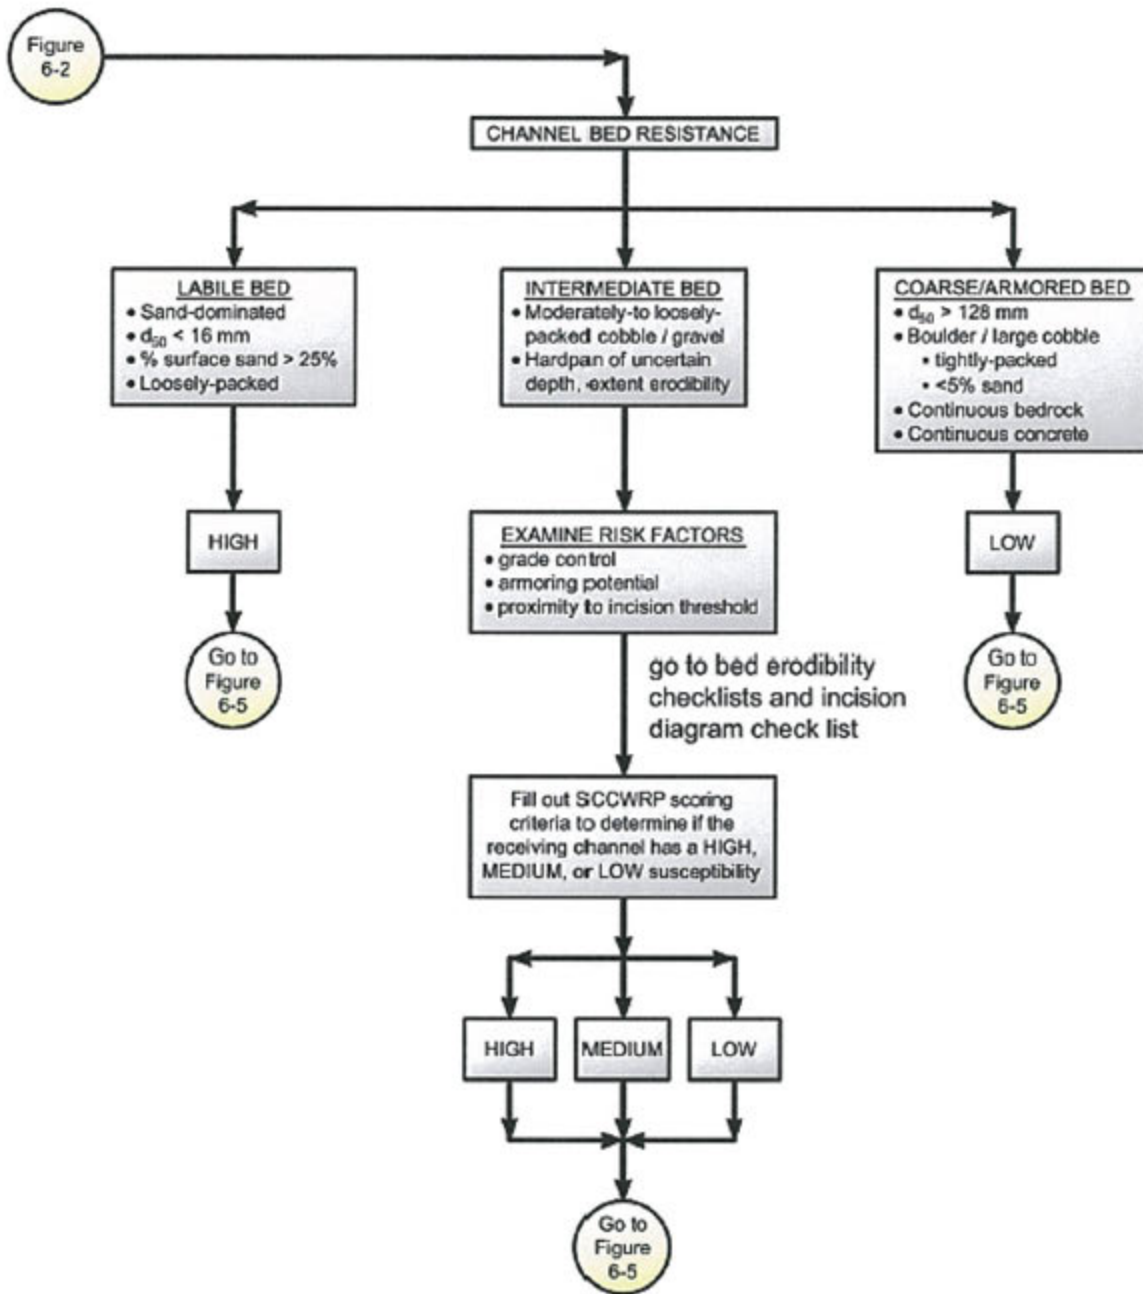 Figure
6-2
CHANNEL BED RESISTANCE
LABILE BED
• Sand-dominated
• d50 < 16 mm
• % surface sand > 25%
• Loosely-packed
INTERMEDIATE BED
• Moderately-to loosely-
packed cobble / gravel
• Hardpan of uncertain
depth, extent erodibility
COARSE/ARMORED BED
• d50 > 128 mm
• Boulder / large cobble
▪ tightly-packed
▪ <5% sand
• Continuous bedrock
• Continuous concrete
HIGH
Go to
Figure
6-5
EXAMINE RISK FACTORS
• grade control
• armoring potential
• proximity to incision threshold
LOW
Go to
Figure
6-5
go to bed erodibility
checklists and incision
diagram check list
Fill out SCCWRP scoring
criteria to determine if the
receiving channel has a HIGH,
MEDIUM, or LOW susceptibility
HIGH
MEDIUM
LOW
Go to
Figure
6-5